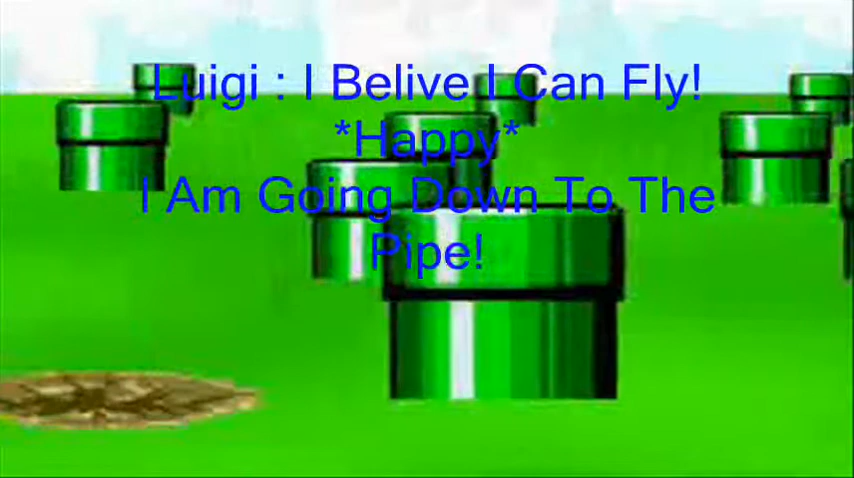 Luigi : I Belive I Can Fly!
*Happy*
I Am Going Down To The
Pipe!